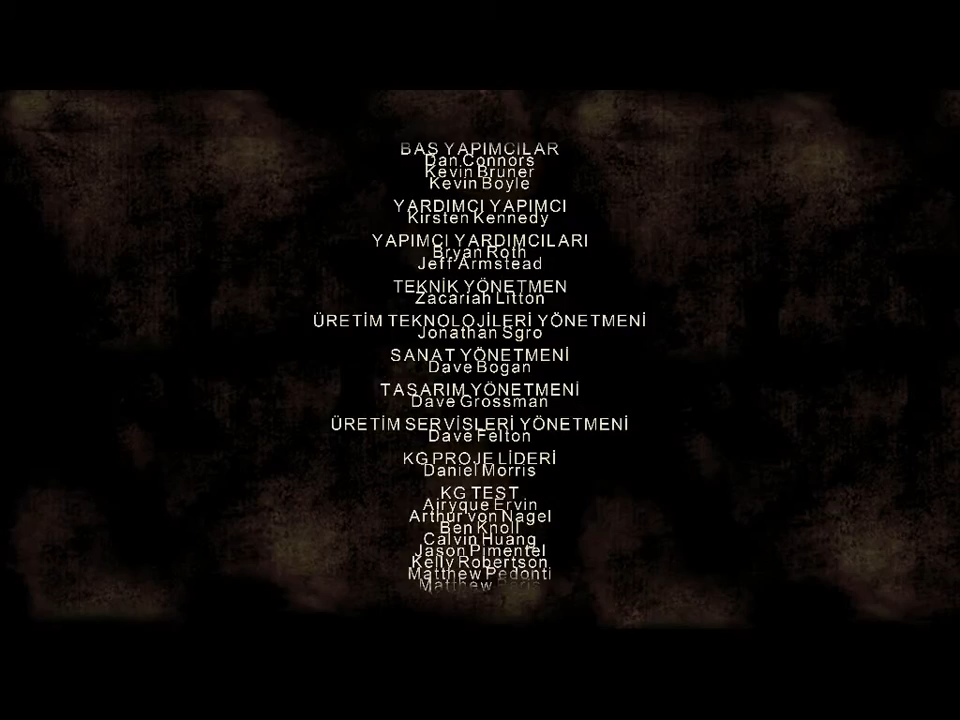 BAŞ YAPIMCILAR
Dan Connors
Kevin Bruner
Kevin Boyle
YARDIMCI YAPIMCI
Kirsten Kennedy
YAPIMCI YARDIMCILARI
Bryan Roth
Jeff Armstead
TEKNİK YÖNETMEN
Zacariah Litton
ÜRETİM TEKNOLOJİLERİ YÖNETMENİ
Jonathan Sgro
SANAT YÖNETMENİ
Dave Bogan
TASARIM YÖNETMENİ
Dave Grossman
ÜRETİM SERVİSLERİ YÖNETMENİ
Dave Felton
KG PROJE LİDERİ
Daniel Morris
KG TEST
Airyque Ervin
Arthur von Nagel
Ben Knoll
Calvin Huang
Jason Pimentel
Kelly Robertson
Matthew Pedonti
Matthew